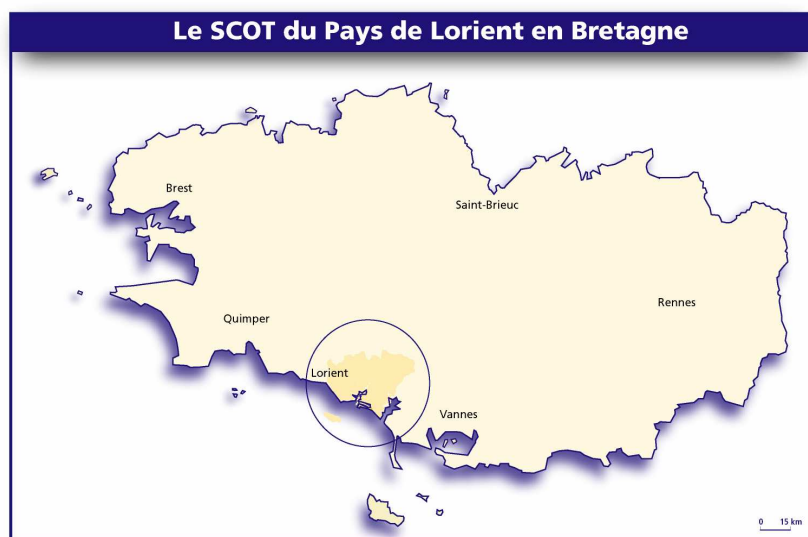 Le SCOT du Pays de Lorient en Bretagne
Brest
Saint-Brieuc
Rennes
Quimper
Lorient
Vannes
0 15 km